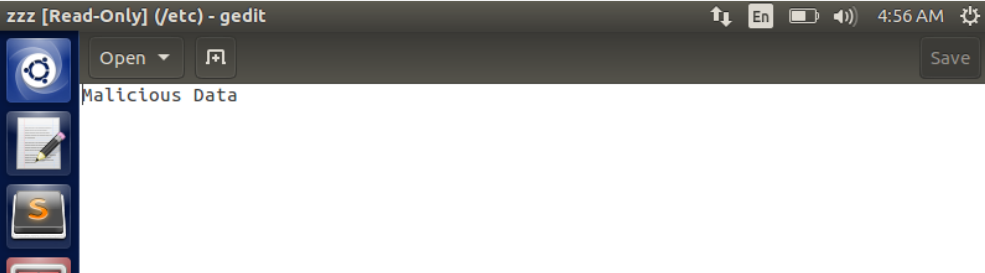 zzz [Read-Only] (/etc) - gedit
En
4:56 AM
Open
Save
Malicious Data
S